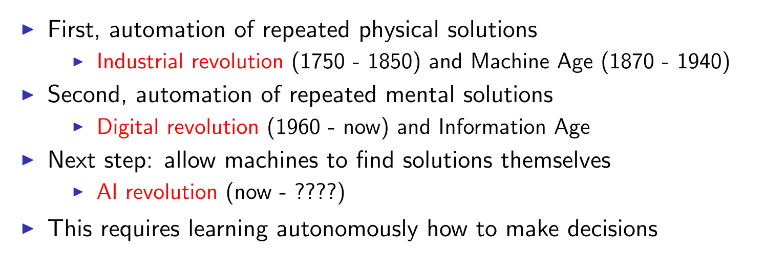 First, automation of repeated physical solutions
Industrial revolution (1750 - 1850) and Machine Age (1870 - 1940)
Second, automation of repeated mental solutions
Digital revolution (1960 - now) and Information Age
Next step: allow machines to find solutions themselves
AI revolution (now - ????)
This requires learning autonomously how to make decisions